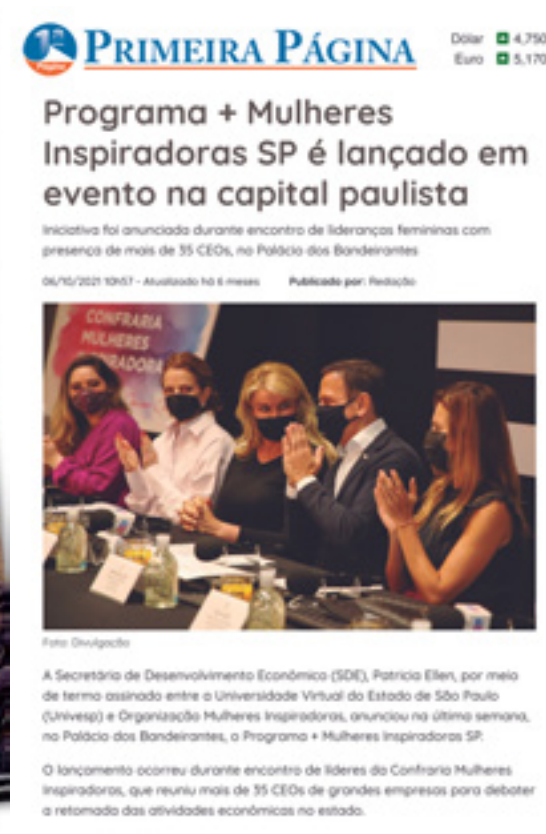 PRIMEIRA PÁGINA
Dólar 4,750
Euro 5,170
Programa + Mulheres
Inspiradoras SP é lançado em
evento na capital paulista
Iniciativa foi anunciada durante encontro de lideranças femininas com
presença de mais de 35 CEOs, no Palácio dos Bandeirantes
06/10/2021 10h57 - Atualizado há 6 meses Publicado por: Redação
CONFRARIA
MULHERES
INSPIRADORA
Foto: Divulgação
A Secretária de Desenvolvimento Econômico (SDE), Patricia Ellen, por meio
de termo assinado entre a Universidade Virtual do Estado de São Paulo
(Univesp) e Organização Mulheres Inspiradoras, anunciou na última semana,
no Palácio dos Bandeirantes, o Programa + Mulheres Inspiradoras SP.
O lançamento ocorreu durante encontro de líderes da Confraria Mulheres
Inspiradoras, que reuniu mais de 35 CEOs de grandes empresas para debater
a retomada das atividades econômicas no estado.